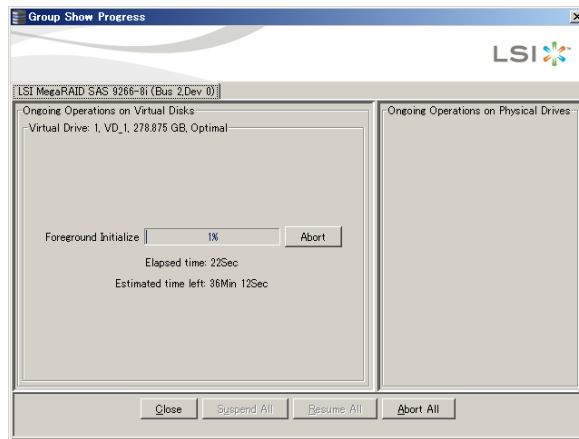 Group Show Progress
LSI
LSI MegaRAID SAS 9266-8i (Bus 2,Dev 0)
Ongoing Operations on Virtual Disks
Virtual Drive: 1, VD_1, 278.875 GB, Optimal
Foreground Initialize 1% Abort
Elapsed time: 22Sec
Estimated time left: 36Min 12Sec
Ongoing Operations on Physical Drives
Close Suspend All Resume All Abort All